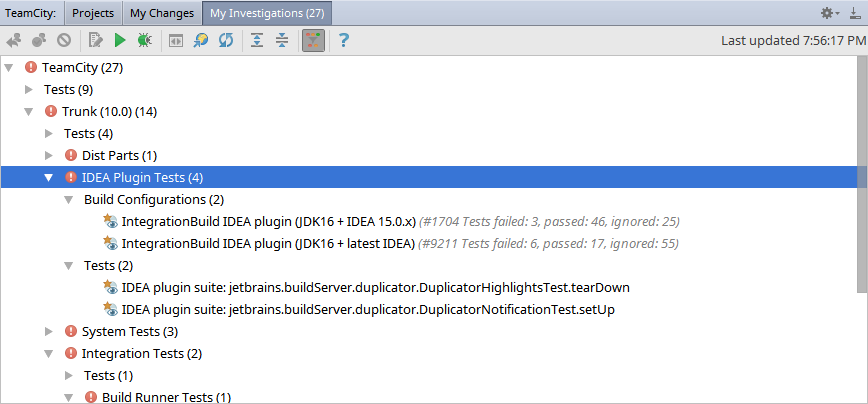 TeamCity: Projects My Changes My Investigations (27)
Last updated 7:56:17 PM
TeamCity (27)
Tests (9)
Trunk (10.0) (14)
Tests (4)
Dist Parts (1)
IDEA Plugin Tests (4)
Build Configurations (2)
IntegrationBuild IDEA plugin (JDK16 + IDEA 15.0.x) (#1704 Tests failed: 3, passed: 46, ignored: 25)
IntegrationBuild IDEA plugin (JDK16 + latest IDEA) (#9211 Tests failed: 6, passed: 17, ignored: 55)
Tests (2)
IDEA plugin suite: jetbrains.buildServer.duplicator.DuplicatorHighlightsTest.tearDown
IDEA plugin suite: jetbrains.buildServer.duplicator.DuplicatorNotificationTest.setUp
System Tests (3)
Integration Tests (2)
Tests (1)
Build Runner Tests (1)